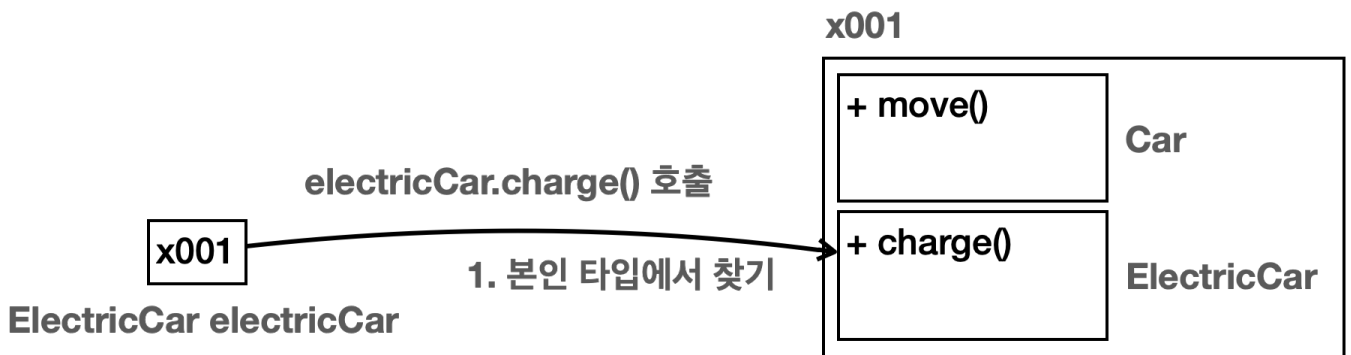 x001
+ move()
Car
electricCar.charge() 호출
x001
+ charge()
1. 본인 타입에서 찾기
ElectricCar
ElectricCar electricCar